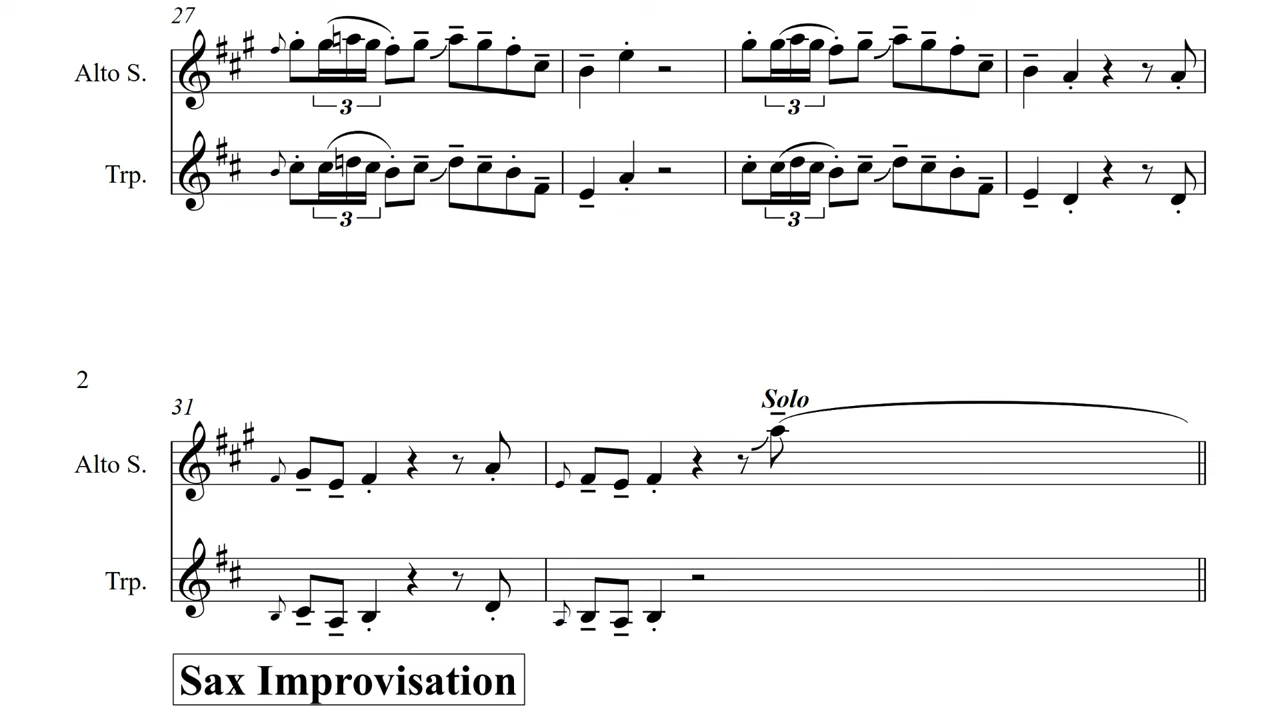 27
Alto S.
3 3
Trp.
3 3
2
31
Solo
Alto S.
Trp.
Sax Improvisation